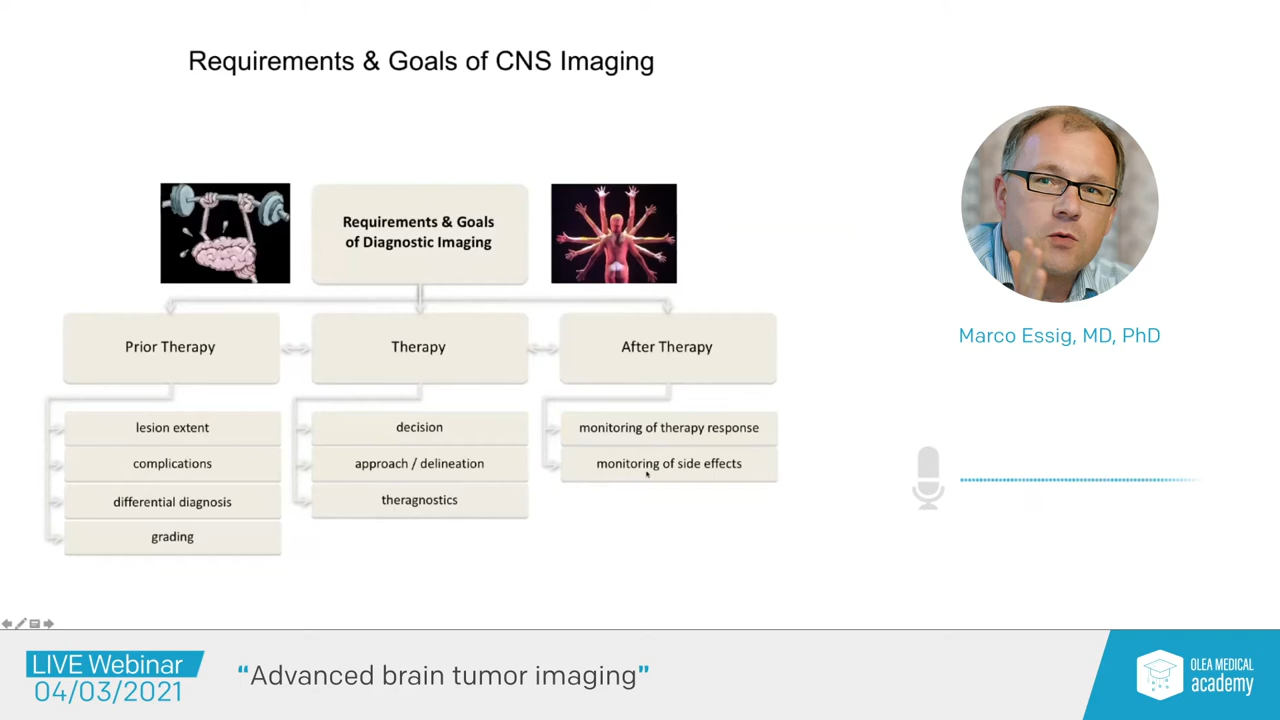 Requirements & Goals of CNS Imaging
Requirements & Goals
of Diagnostic Imaging
Prior Therapy
Therapy
After Therapy
lesion extent
complications
differential diagnosis
grading
decision
approach / delineation
theragnostics
monitoring of therapy response
monitoring of side effects
Marco Essig, MD, PhD
LIVE Webinar
04/03/2021
“Advanced brain tumor imaging”
OLEA MEDICAL
academy